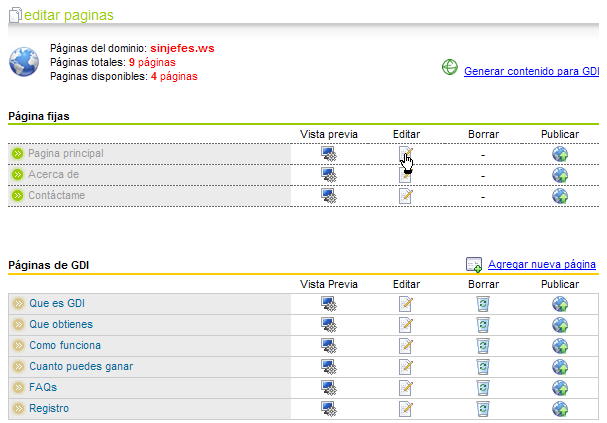 editar paginas
Páginas del dominio: sinjefes.ws
Páginas totales: 9 páginas
Paginas disponibles: 4 páginas
Generar contenido para GDI
Página fijas
Vista previa Editar Borrar Publicar
Pagina principal -
Acerca de -
Contáctame -
Páginas de GDI Agregar nueva página
Vista Previa Editar Borrar Publicar
Que es GDI
Que obtienes
Como funciona
Cuanto puedes ganar
FAQs
Registro